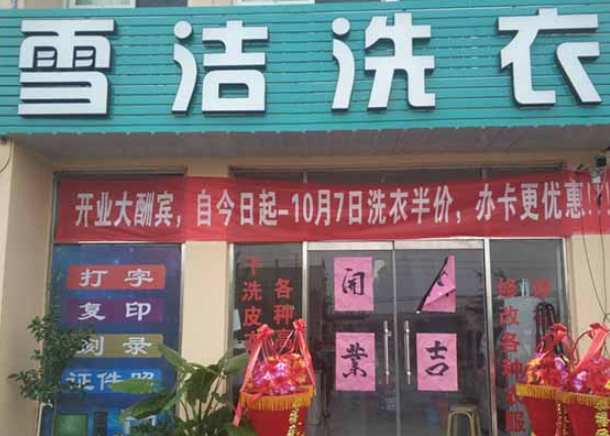 雪洁洗衣
开业大酬宾，自今日起-10月7日洗衣半价，办卡更优惠！
打字
复印
刻录
证件照
各种
干洗皮
開
業
吉
修改各种衣服